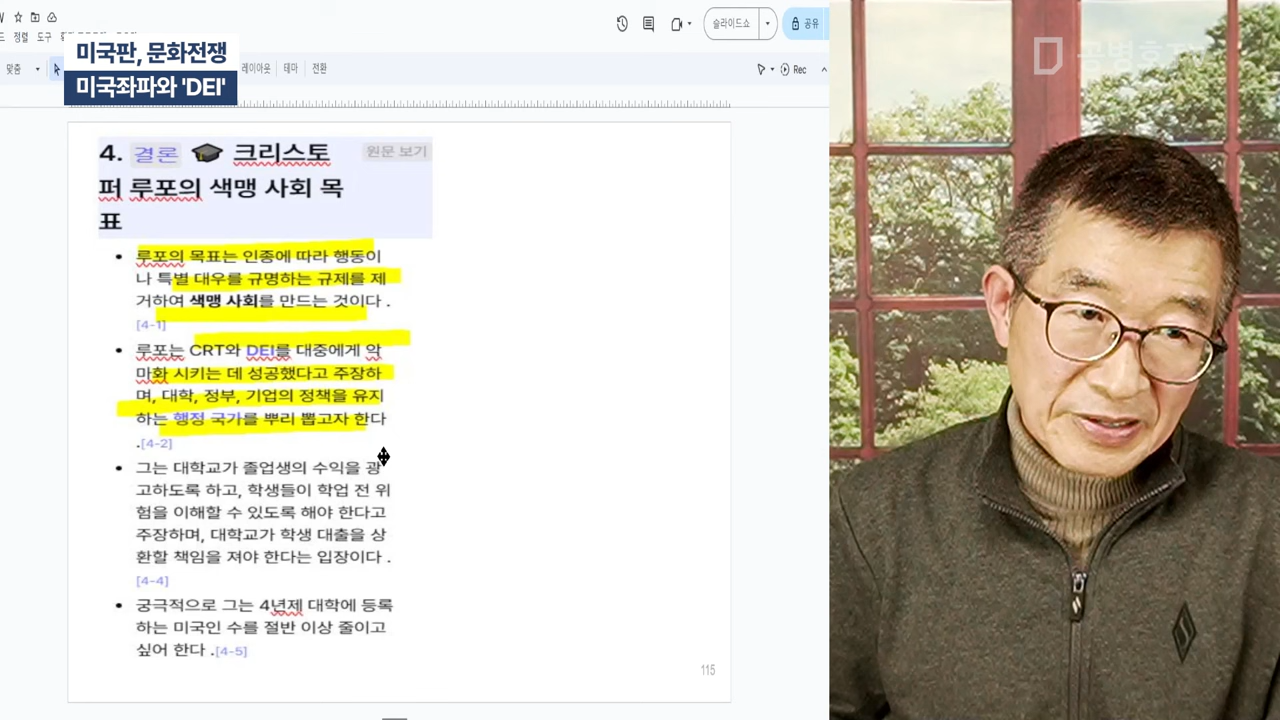 슬라이드쇼
공유
정렬 도구
미국판, 문화전쟁
미국좌파와 'DEI'
맞춤
레이아웃 테마 전환
Rec
공병호TV
4. 결론 🎓 크리스토
원문 보기
퍼 루포의 색맹 사회 목
표
• 루포의 목표는 인종에 따라 행동이
나 특별 대우를 규명하는 규제를 제
거하여 색맹 사회를 만드는 것이다 .
[4-1]
• 루포는 CRT와 DEI를 대중에게 악
마화 시키는 데 성공했다고 주장하
며, 대학, 정부, 기업의 정책을 유지
하는 행정 국가를 뿌리 뽑고자 한다
.[4-2]
• 그는 대학교가 졸업생의 수익을 광
고하도록 하고, 학생들이 학업 전 위
험을 이해할 수 있도록 해야 한다고
주장하며, 대학교가 학생 대출을 상
환할 책임을 져야 한다는 입장이다 .
[4-4]
• 궁극적으로 그는 4년제 대학에 등록
하는 미국인 수를 절반 이상 줄이고
싶어 한다 .[4-5]
115